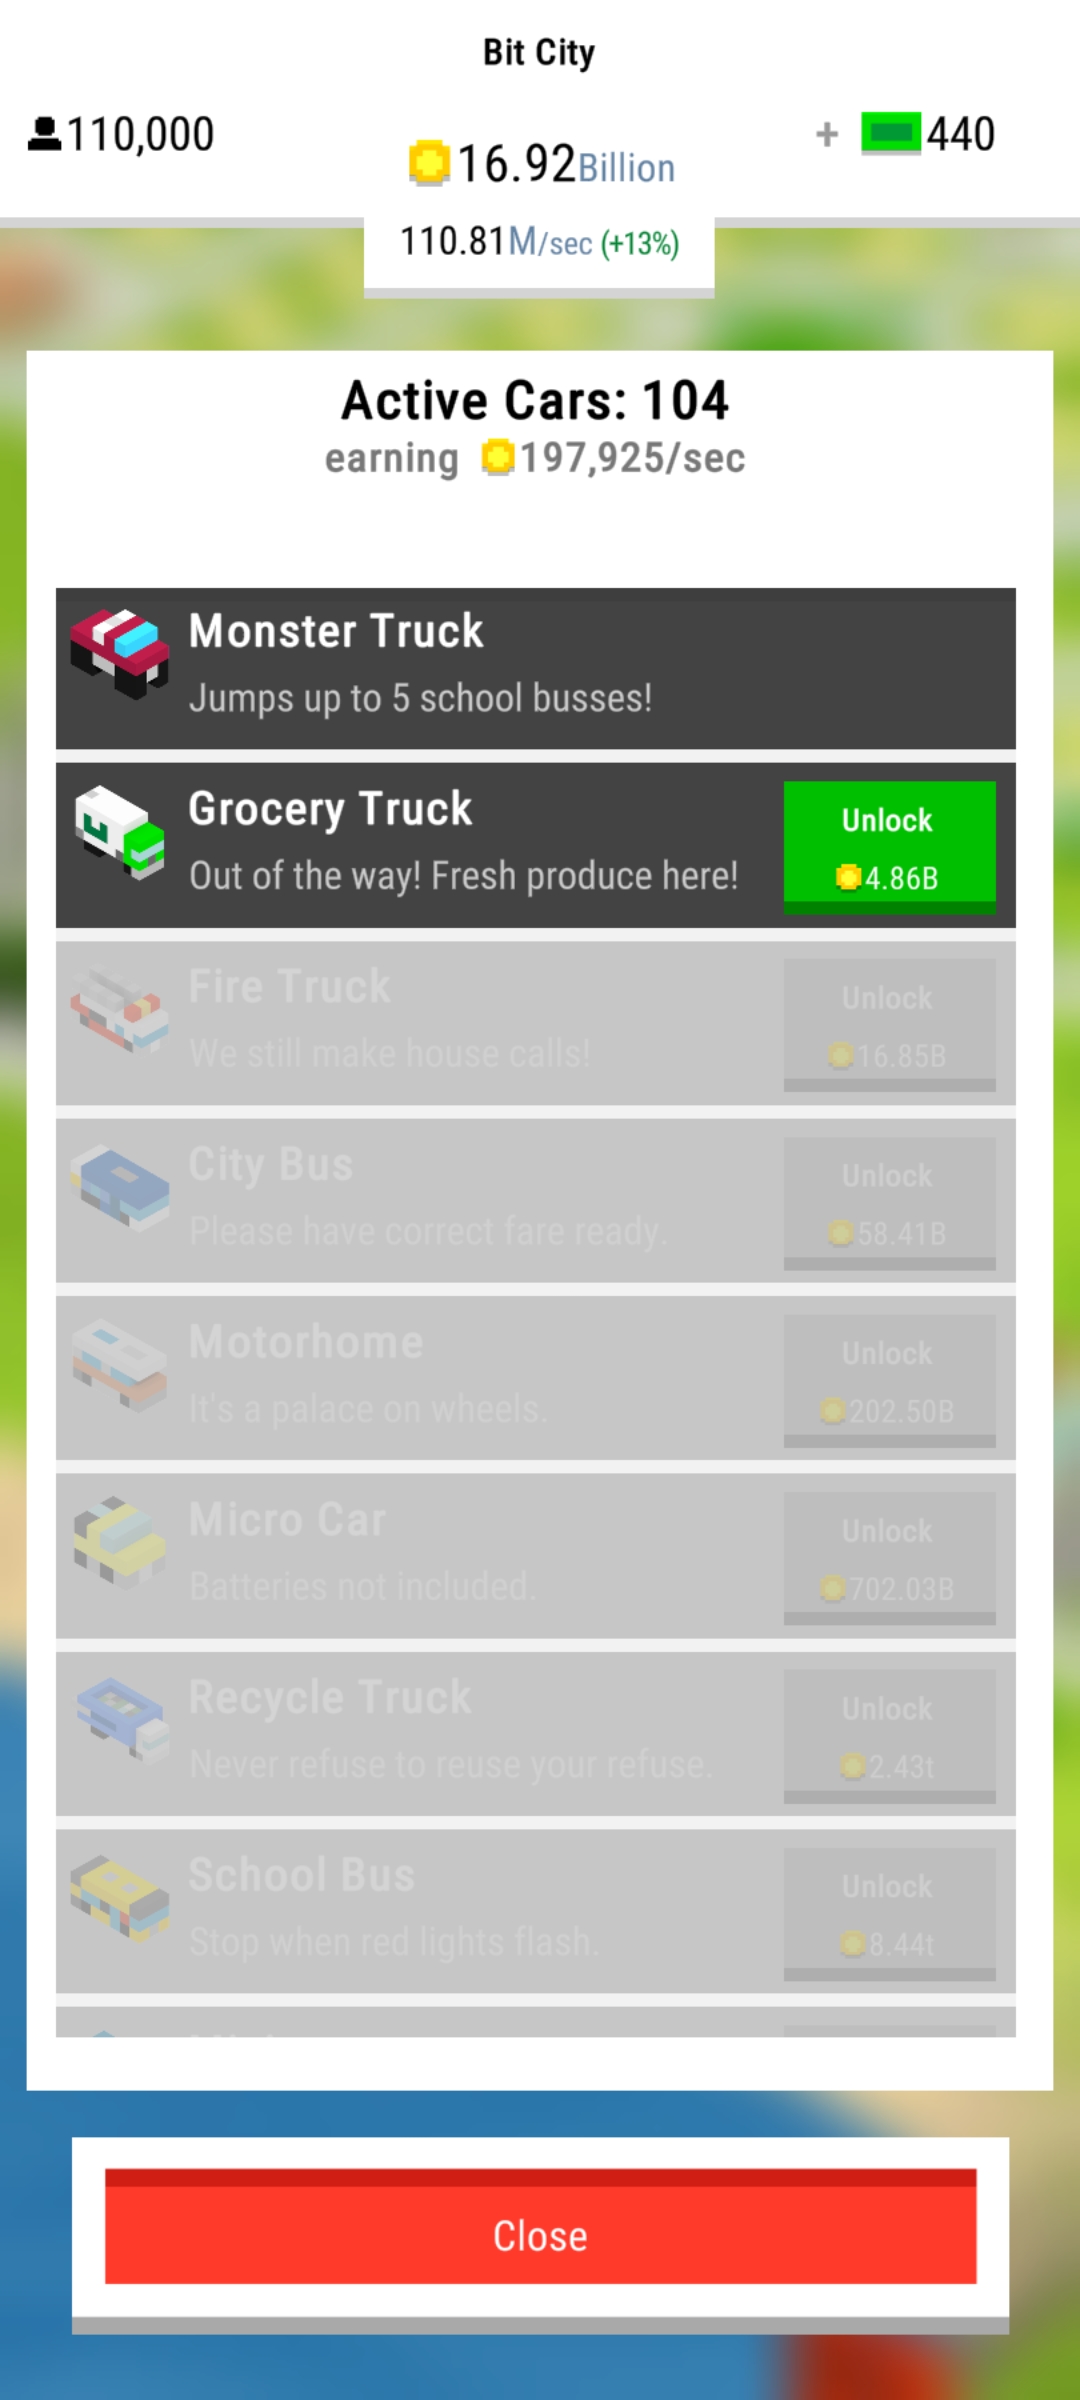 Bit City
110,000
16.92Billion
+ 440
110.81M/sec (+13%)
Active Cars: 104
earning 197,925/sec
Monster Truck
Jumps up to 5 school busses!
Grocery Truck
Out of the way! Fresh produce here!
Unlock
4.86B
Fire Truck
We still make house calls!
Unlock
16.85B
City Bus
Please have correct fare ready.
Unlock
58.41B
Motorhome
It's a palace on wheels.
Unlock
202.50B
Micro Car
Batteries not included.
Unlock
702.03B
Recycle Truck
Never refuse to reuse your refuse.
Unlock
2.43t
School Bus
Stop when red lights flash.
Unlock
8.44t
Close